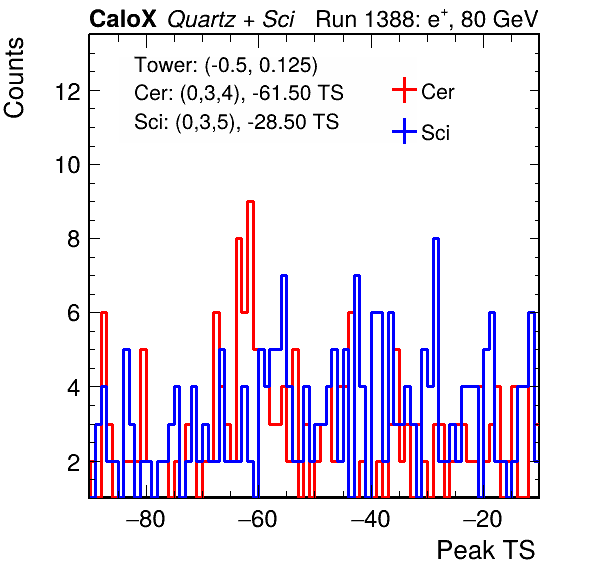 CaloX Quartz + Sci Run 1388: e⁺, 80 GeV
Counts
Tower: (-0.5, 0.125)
Cer: (0,3,4), -61.50 TS
Sci: (0,3,5), -28.50 TS
Cer
Sci
12
10
8
6
4
2
−80 −60 −40 −20
Peak TS